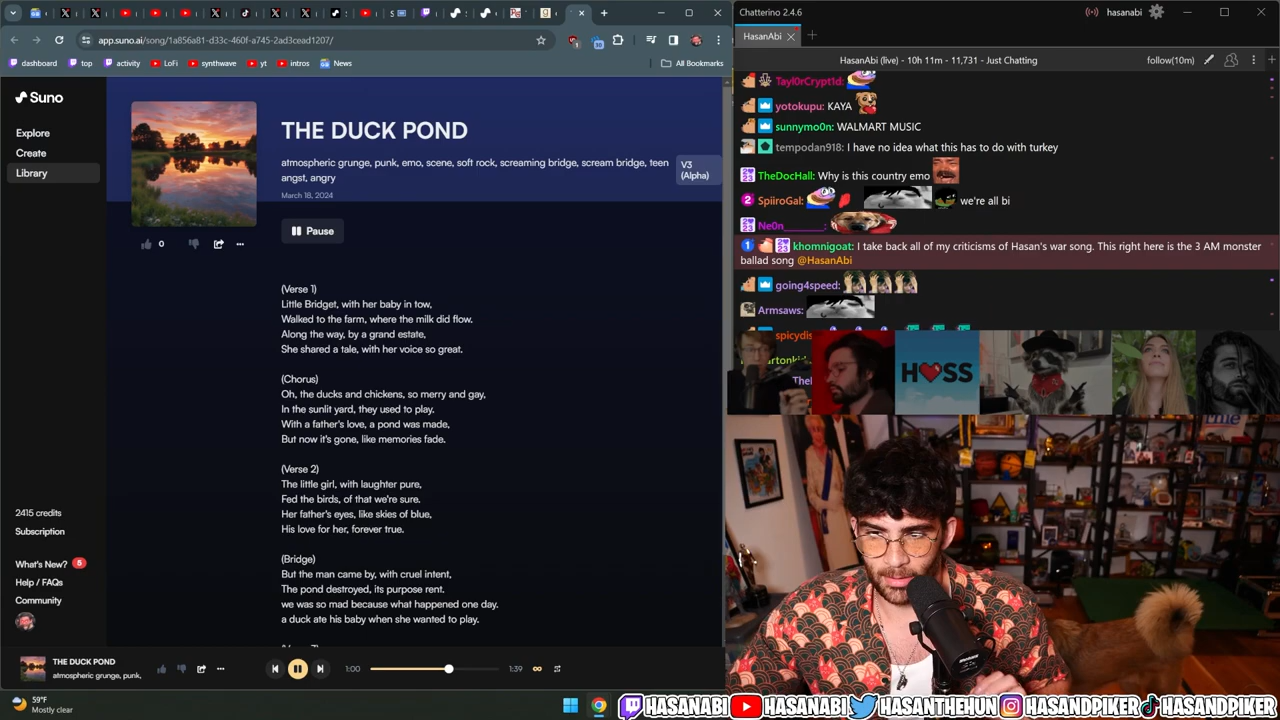 Chatterino 2.4.6
hasanabi
app.suno.ai/song/1a856a81-d33c-460f-a745-2ad3cead1207/
HasanAbi
dashboard
top
activity
LoFi
synthwave
yt
intros
News
All Bookmarks
HasanAbi (live) - 10h 11m - 11,731 - Just Chatting
follow(10m)
Suno
Explore
Create
Library
THE DUCK POND
atmospheric grunge, punk, emo, scene, soft rock, screaming bridge, scream bridge, teen
angst, angry
V3
(Alpha)
March 18, 2024
0
Pause
(Verse 1)
Little Bridget, with her baby in tow,
Walked to the farm, where the milk did flow.
Along the way, by a grand estate,
She shared a tale, with her voice so great.
(Chorus)
Oh, the ducks and chickens, so merry and gay,
In the sunlit yard, they used to play.
With a father's love, a pond was made,
But now it's gone, like memories fade.
(Verse 2)
The little girl, with laughter pure,
Fed the birds, of that we're sure.
Her father's eyes, like skies of blue,
His love for her, forever true.
(Bridge)
But the man came by, with cruel intent,
The pond destroyed, its purpose rent.
we was so mad because what happened one day.
a duck ate his baby when she wanted to play.
2415 credits
Subscription
What's New?
Help / FAQs
Community
THE DUCK POND
atmospheric grunge, punk,
1:00
1:39
Tayl0rCrypt1d:
yotokupu: KAYA
sunnymo0n: WALMART MUSIC
tempodan918: I have no idea what this has to do with turkey
TheDocHall: Why is this country emo
SpiiroGal: we're all bi
Ne0n_______:
khomnigoat: I take back all of my criticisms of Hasan's war song. This right here is the 3 AM monster
ballad song @HasanAbi
going4speed:
Armsaws:
spicydis
H SS
59°F
Mostly clear
HASANABI
HASANABI
HASANTHEHUN
HASANDPIKER
HASANDPIKER